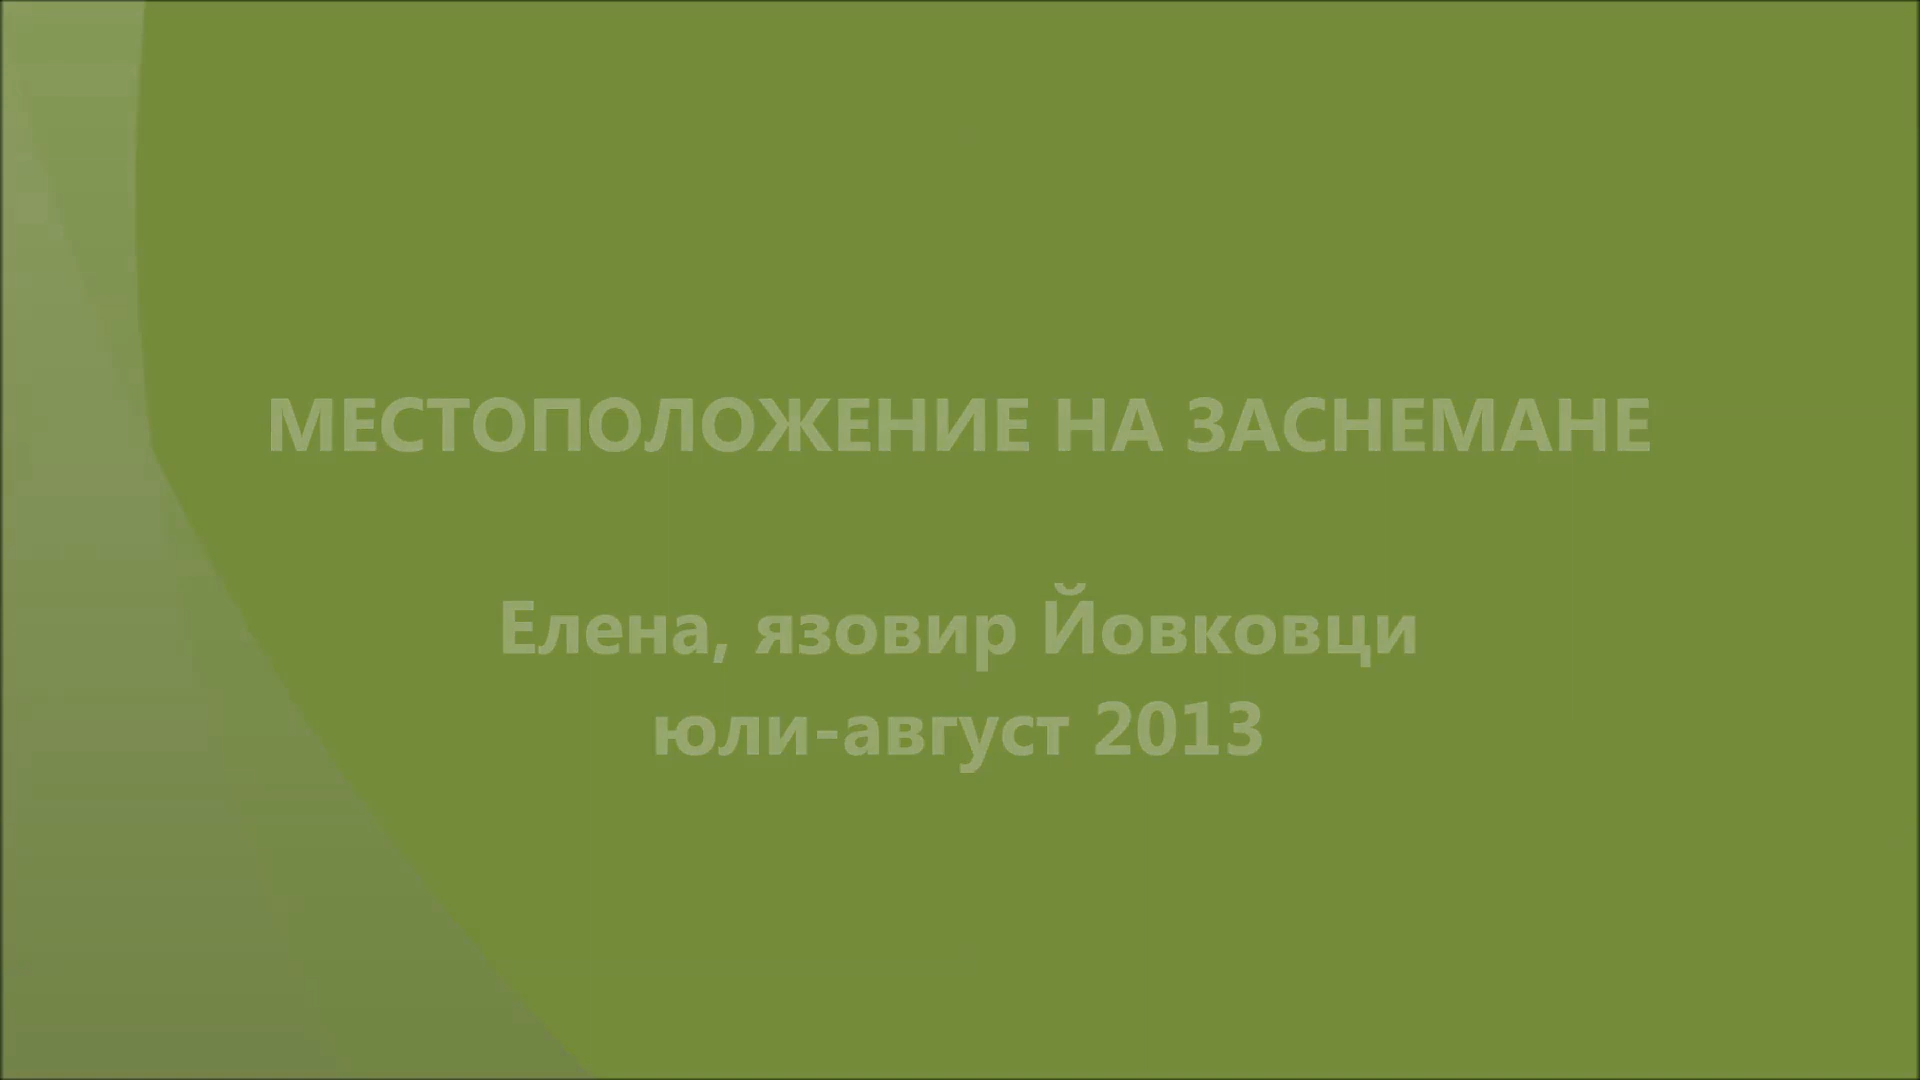 МЕСТОПОЛОЖЕНИЕ НА ЗАСНЕМАНЕ
Елена, язовир Йовковци
юли-август 2013